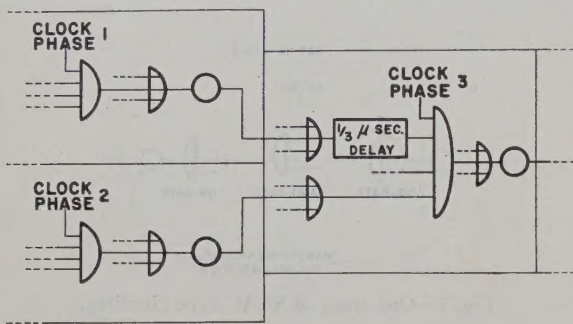 CLOCK
PHASE 1
CLOCK
PHASE 3
1/3 μ SEC.
DELAY
CLOCK
PHASE 2